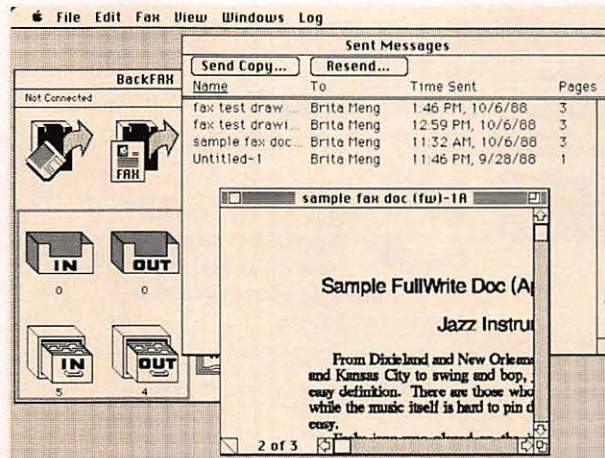 File Edit Fax View Windows Log
Sent Messages
Send Copy... Resend...
Name To Time Sent Pages
fax test draw ... Brita Meng 1:46 PM, 10/6/88 3
fax test drawi... Brita Meng 12:59 PM, 10/6/88 3
sample fax doc... Brita Meng 11:32 AM, 10/6/88 3
Untitled-1 Brita Meng 11:46 PM, 9/28/88 1
BackFAX
Not Connected
FAX
IN OUT
0 0
IN OUT
5 4
sample fax doc (fw)-1A
Sample FullWrite Doc (A
Jazz Instru
From Dixieland and New Orleans
and Kansas City to swing and bop,
easy definition. There are those who
while the music itself is hard to pin d
easy.
2 of 3